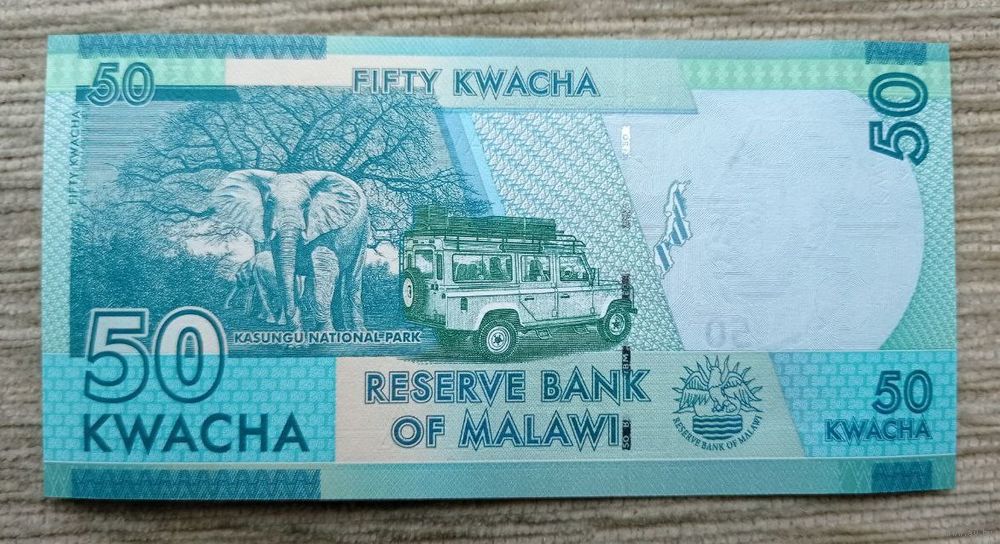 50
FIFTY KWACHA
50
FIFTY KWACHA
KASUNGU NATIONAL PARK
50
KWACHA
RESERVE BANK
OF MALAWI
RESERVE BANK OF MALAWI
50
KWACHA